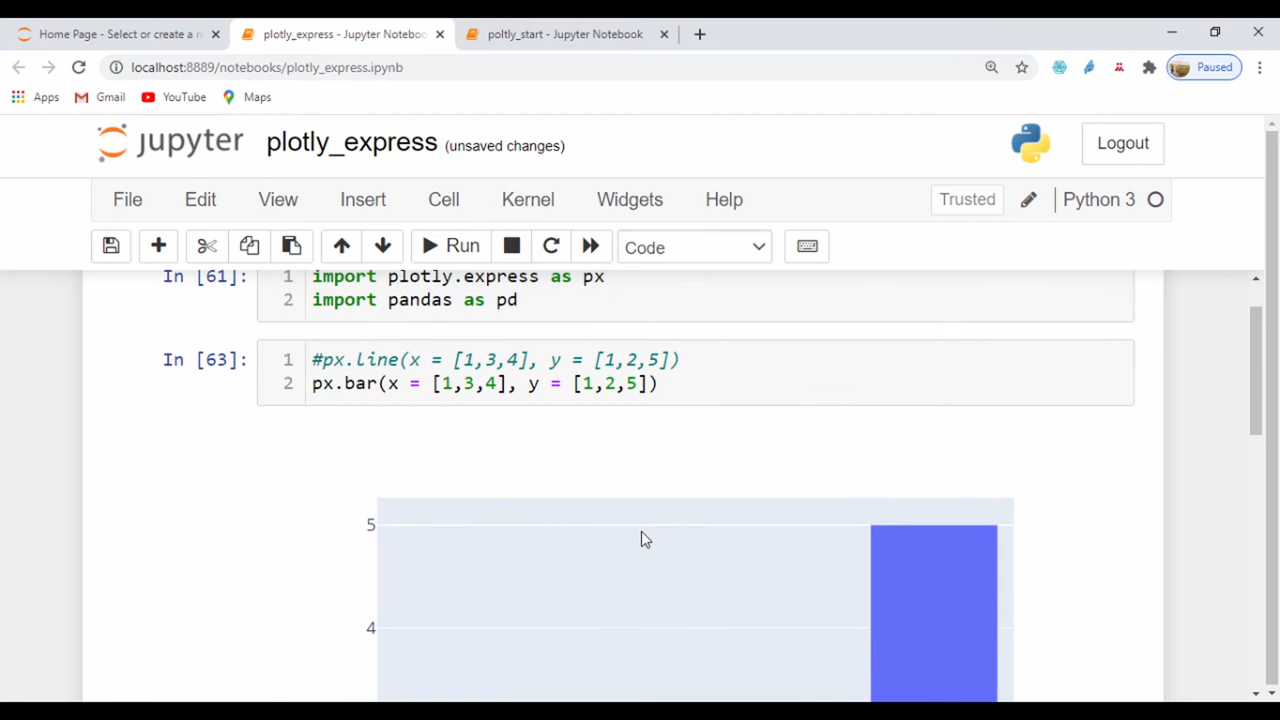 Home Page - Select or create a n
plotly_express - Jupyter Noteboo
poltly_start - Jupyter Notebook
localhost:8889/notebooks/plotly_express.ipynb
Paused
Apps Gmail YouTube Maps
jupyter plotly_express (unsaved changes) Logout
File Edit View Insert Cell Kernel Widgets Help Trusted Python 3
Run Code
In [61]: 1 import plotly.express as px
2 import pandas as pd
In [63]: 1 #px.line(x = [1,3,4], y = [1,2,5])
2 px.bar(x = [1,3,4], y = [1,2,5])
5
4